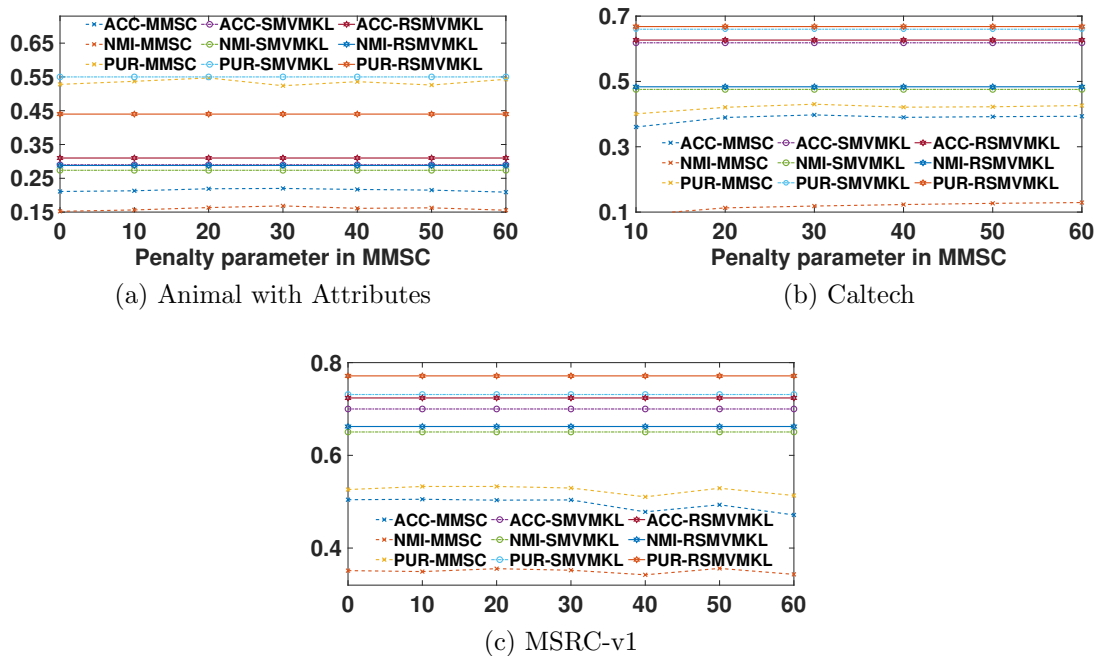 0.65
0.55
0.45
0.35
0.25
0.15
ACC-MMSC ACC-SMVMKL ACC-RSMVMKL
NMI-MMSC NMI-SMVMKL NMI-RSMVMKL
PUR-MMSC PUR-SMVMKL PUR-RSMVMKL
0 10 20 30 40 50 60
Penalty parameter in MMSC
(a) Animal with Attributes
0.7
0.5
0.3
0.1
ACC-MMSC ACC-SMVMKL ACC-RSMVMKL
NMI-MMSC NMI-SMVMKL NMI-RSMVMKL
PUR-MMSC PUR-SMVMKL PUR-RSMVMKL
10 20 30 40 50 60
Penalty parameter in MMSC
(b) Caltech
0.8
0.6
0.4
ACC-MMSC ACC-SMVMKL ACC-RSMVMKL
NMI-MMSC NMI-SMVMKL NMI-RSMVMKL
PUR-MMSC PUR-SMVMKL PUR-RSMVMKL
0 10 20 30 40 50 60
(c) MSRC-v1